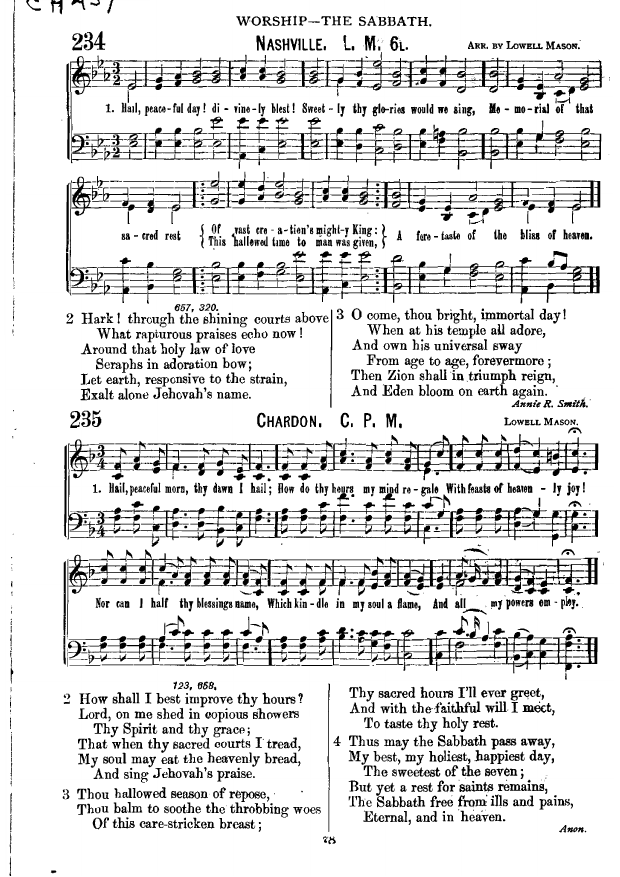 WORSHIP—THE SABBATH.
234 NASHVILLE. L. M. 6L. ARR. BY LOWELL MASON.
1. Hail, peace-ful day! di-vine-ly blest! Sweet-ly thy glo-ries would we sing, Me-mo-rial of that
sa-cred rest { Of vast cre-a-tien's might-y King: } A fere-taste of the bliss of heaven.
{ This hallewed time to man was given, }
657, 320.
2 Hark! through the shining courts above
What rapturous praises echo now!
Around that holy law of love
Seraphs in adoration bow;
Let earth, responsive to the strain,
Exalt alone Jehovah's name.
3 O come, thou bright, immortal day!
When at his temple all adore,
And own his universal sway
From age to age, forevermore;
Then Zion shall in triumph reign,
And Eden bloom on earth again.
Annie R. Smith.
235 CHARDON. C. P. M. LOWELL MASON.
1. Hail, peaceful morn, thy dawn I hail; How do thy heurs my mind re-gale With feasts of heaven-ly joy!
Nor can I half thy blessings name, Which kin-dle in my soul a flame, And all my powers em-ploy.
123, 658.
2 How shall I best improve thy hours?
Lord, on me shed in copious showers
Thy Spirit and thy grace;
That when thy sacred courts I tread,
My soul may eat the heavenly bread,
And sing Jehovah's praise.
3 Thou hallowed season of repose,
Thou balm to soothe the throbbing woes
Of this care-stricken breast;
Thy sacred hours I'll ever greet,
And with the faithful will I meet,
To taste thy holy rest.
4 Thus may the Sabbath pass away,
My best, my holiest, happiest day,
The sweetest of the seven;
But yet a rest for saints remains,
The Sabbath free from ills and pains,
Eternal, and in heaven.
Anon.
78